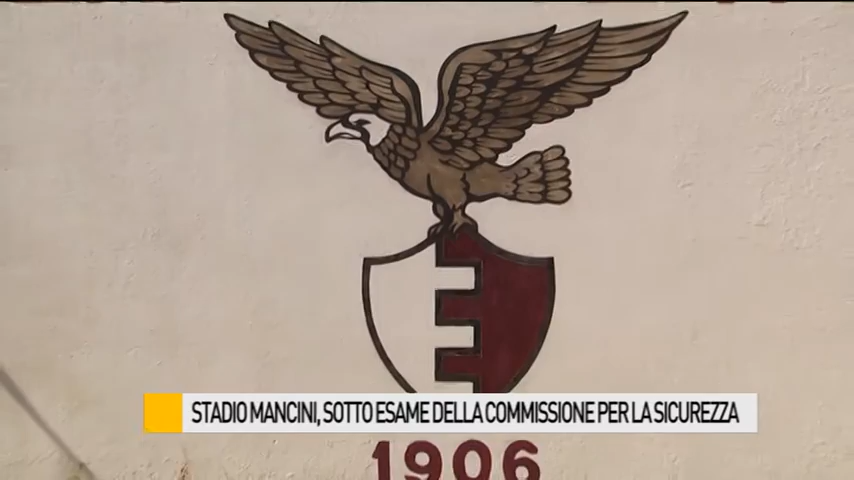 STADIO MANCINI, SOTTO ESAME DELLA COMMISSIONE PER LA SICUREZZA
1906